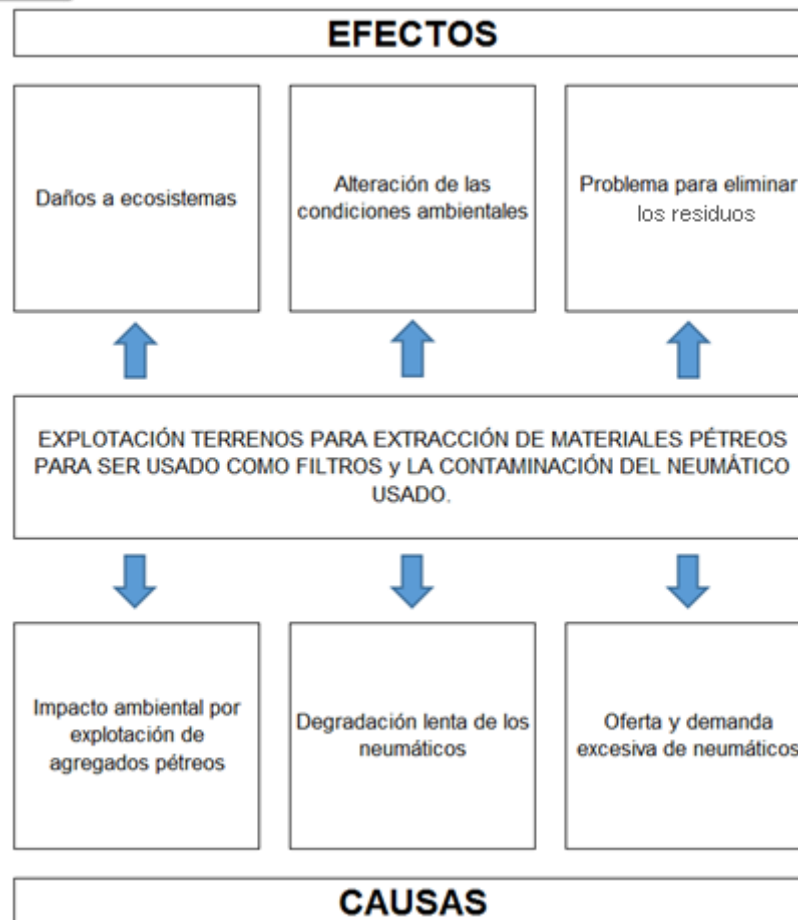 EFECTOS
Daños a ecosistemas
Alteración de las
condiciones ambientales
Problema para eliminar
los residuos
EXPLOTACIÓN TERRENOS PARA EXTRACCIÓN DE MATERIALES PÉTREOS
PARA SER USADO COMO FILTROS y LA CONTAMINACIÓN DEL NEUMÁTICO
USADO.
Impacto ambiental por
explotación de
agregados pétreos
Degradación lenta de los
neumáticos
Oferta y demanda
excesiva de neumáticos
CAUSAS